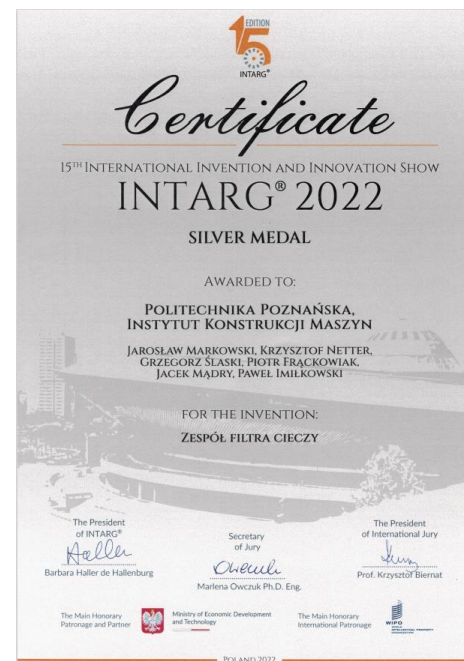 EDITION
15
INTARG®
Certificate
15TH INTERNATIONAL INVENTION AND INNOVATION SHOW
INTARG® 2022
SILVER MEDAL
AWARDED TO:
POLITECHNIKA POZNAŃSKA,
INSTYTUT KONSTRUKCJI MASZYN
JAROSŁAW MARKOWSKI, KRZYSZTOF NETTER,
GRZEGORZ ŚLASKI, PIOTR FRĄCKOWIAK,
JACEK MĄDRY, PAWEŁ IMIŁKOWSKI
FOR THE INVENTION:
ZESPÓŁ FILTRA CIECZY
The President
of INTARG®
Barbara Haller de Hallenburg
Secretary
of Jury
Marlena Owczuk Ph.D. Eng.
The President
of International Jury
Prof. Krzysztof Biernat
The Main Honorary
Patronage and Partner
Ministry of Economic Development
and Technology
The Main Honorary
International Patronage
WIPO
WORLD
INTELLECTUAL PROPERTY
ORGANIZATION
POLAND 2022